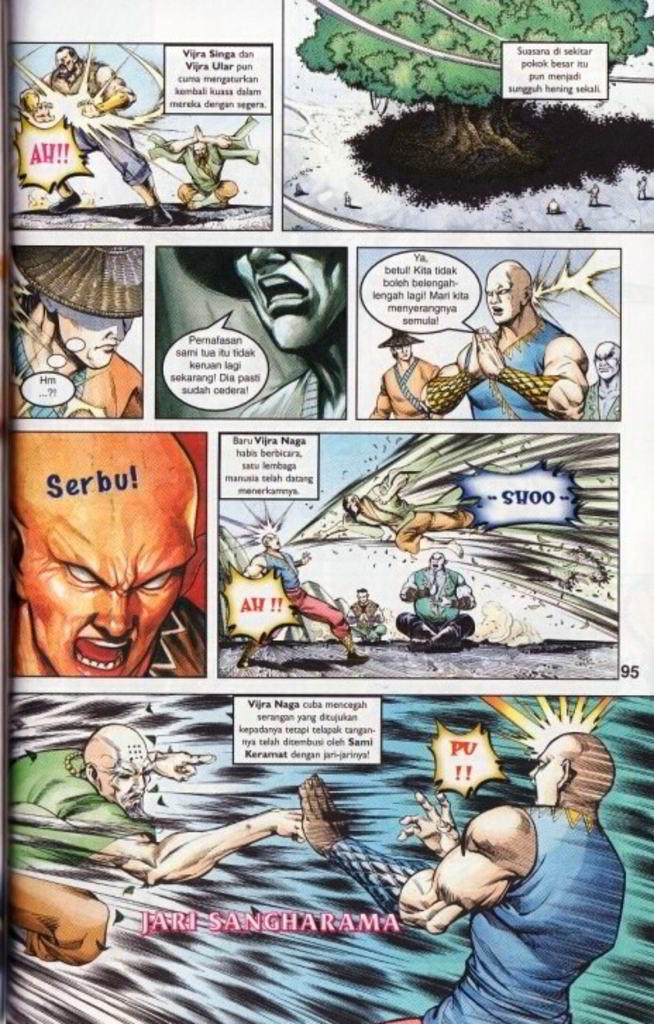 Vijra Singa dan
Vijra Ular pun
cuma mengaturkan
kembali kuasa dalam
mereka dengan segera.
AH!!
Suasana di sekitar
pokok besar itu
pun menjadi
sungguh hening sekali.
Hm
...?!
Pernafasan
sami tua itu tidak
keruan lagi
sekarang! Dia pasti
sudah cedera!
Ya,
betul! Kita tidak
boleh belengah-
lengah lagi! Mari kita
menyerangnya
semula!
Serbu!
Baru Vijra Naga
habis berbicara,
satu lembaga
manusia telah datang
menerkamnya.
-- SHOO --
AH !!
95
Vijra Naga cuba mencegah
serangan yang ditujukan
kepadanya tetapi telapak tangan-
nya telah ditembusi oleh Sami
Keramat dengan jari-jarinya!
PU
!!
JARI SANGHARAMA